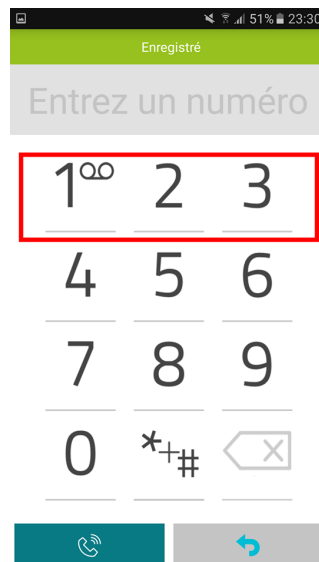 51% 23:30
Enregistré
Entrez un numéro
1 2 3
4 5 6
7 8 9
0 *+#